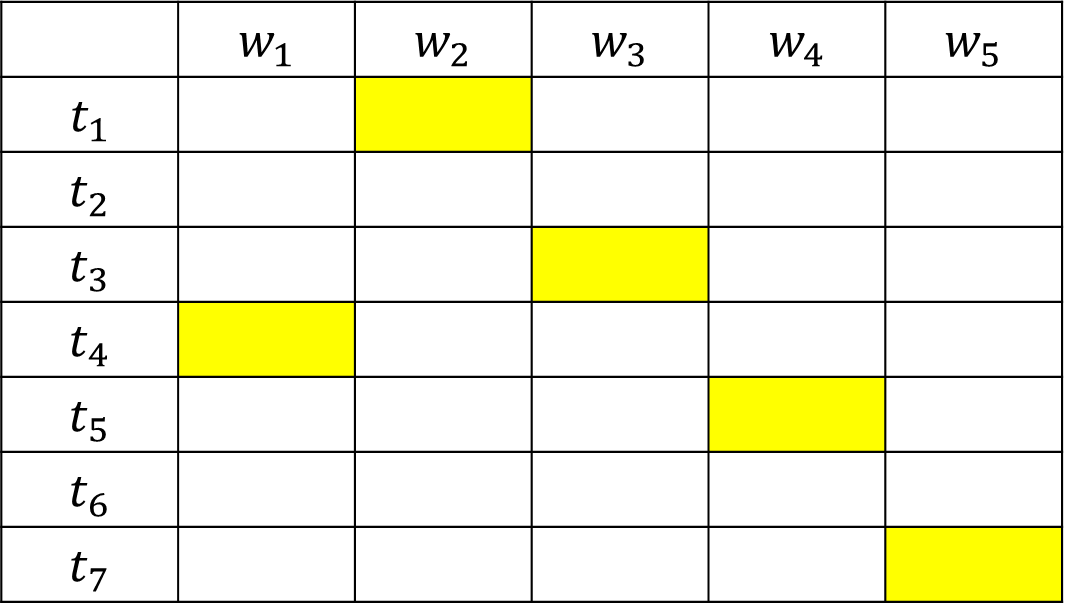 w₁ w₂ w₃ w₄ w₅
t₁
t₂
t₃
t₄
t₅
t₆
t₇